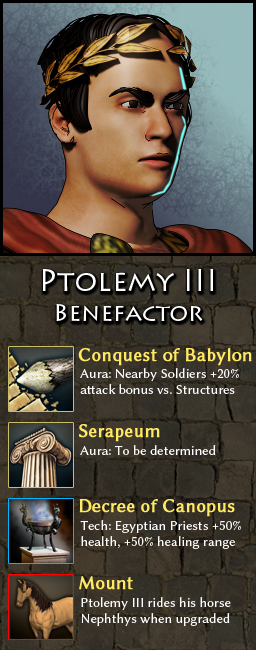 Ptolemy III
Benefactor
Conquest of Babylon
Aura: Nearby Soldiers +20%
attack bonus vs. Structures
Serapeum
Aura: To be determined
Decree of Canopus
Tech: Egyptian Priests +50%
health, +50% healing range
Mount
Ptolemy III rides his horse
Nephthys when upgraded